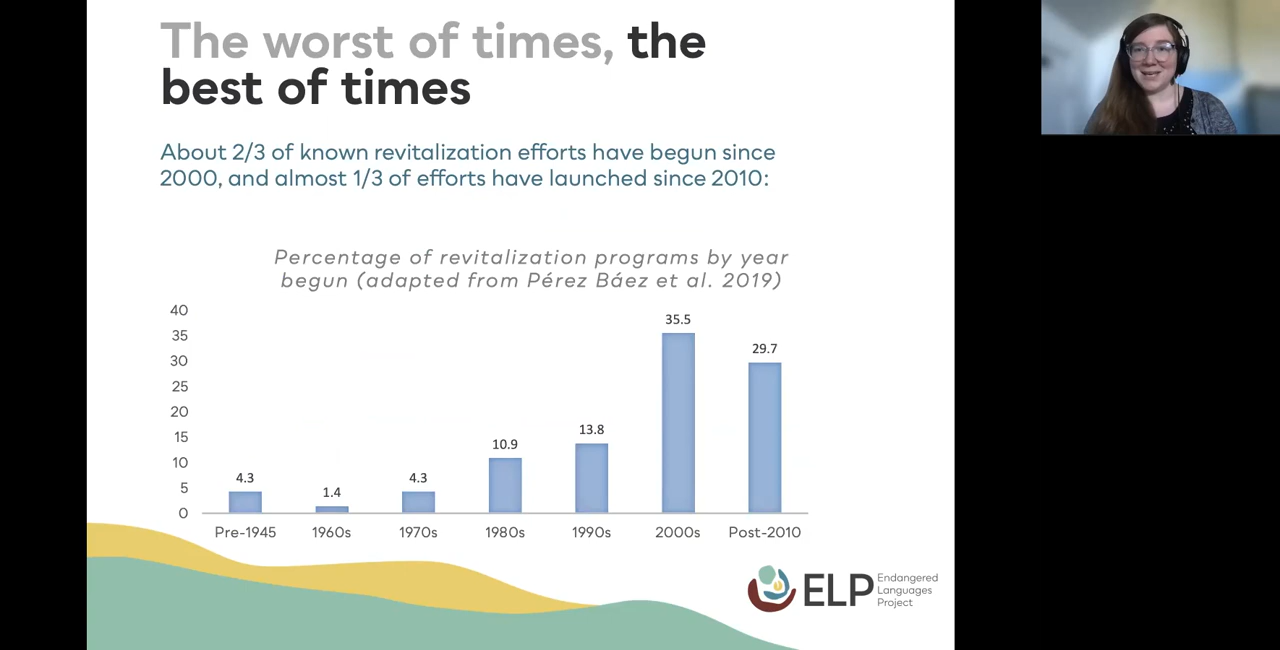 The worst of times, the
best of times
About 2/3 of known revitalization efforts have begun since
2000, and almost 1/3 of efforts have launched since 2010:
Percentage of revitalization programs by year
begun (adapted from Pérez Báez et al. 2019)
40
35
30
25
20
15
10
5
0
4.3
1.4
4.3
10.9
13.8
35.5
29.7
Pre-1945
1960s
1970s
1980s
1990s
2000s
Post-2010
ELP
Endangered
Languages
Project